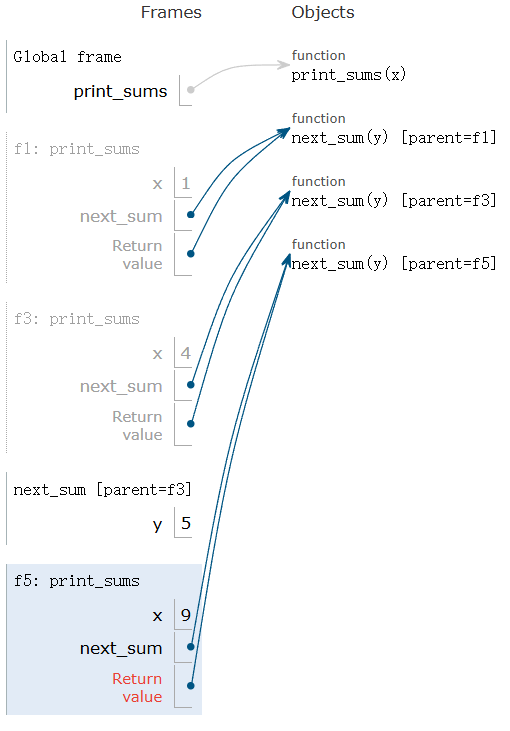 Frames Objects
Global frame
print_sums
function
print_sums(x)
function
next_sum(y) [parent=f1]
function
next_sum(y) [parent=f3]
function
next_sum(y) [parent=f5]
f1: print_sums
x 1
next_sum
Return
value
f3: print_sums
x 4
next_sum
Return
value
next_sum [parent=f3]
y 5
f5: print_sums
x 9
next_sum
Return
value